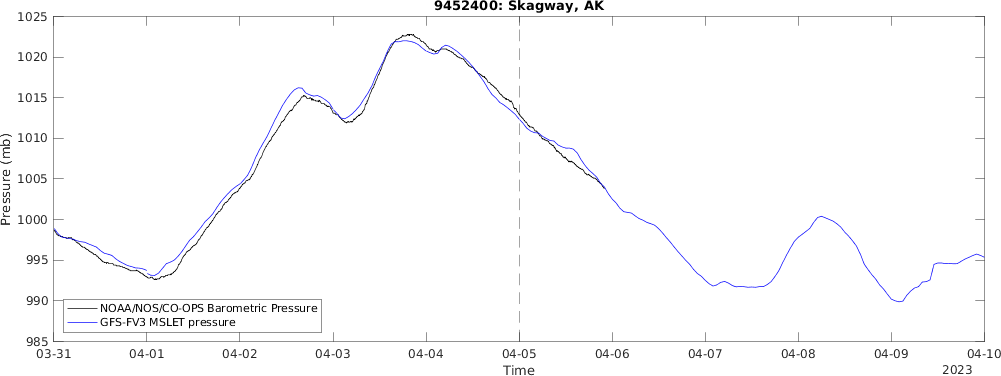 9452400: Skagway, AK
1025
1020
1015
1010
1005
1000
995
990
985
Pressure (mb)
NOAA/NOS/CO-OPS Barometric Pressure
GFS-FV3 MSLET pressure
03-31 04-01 04-02 04-03 04-04 04-05 04-06 04-07 04-08 04-09 04-10
Time
2023